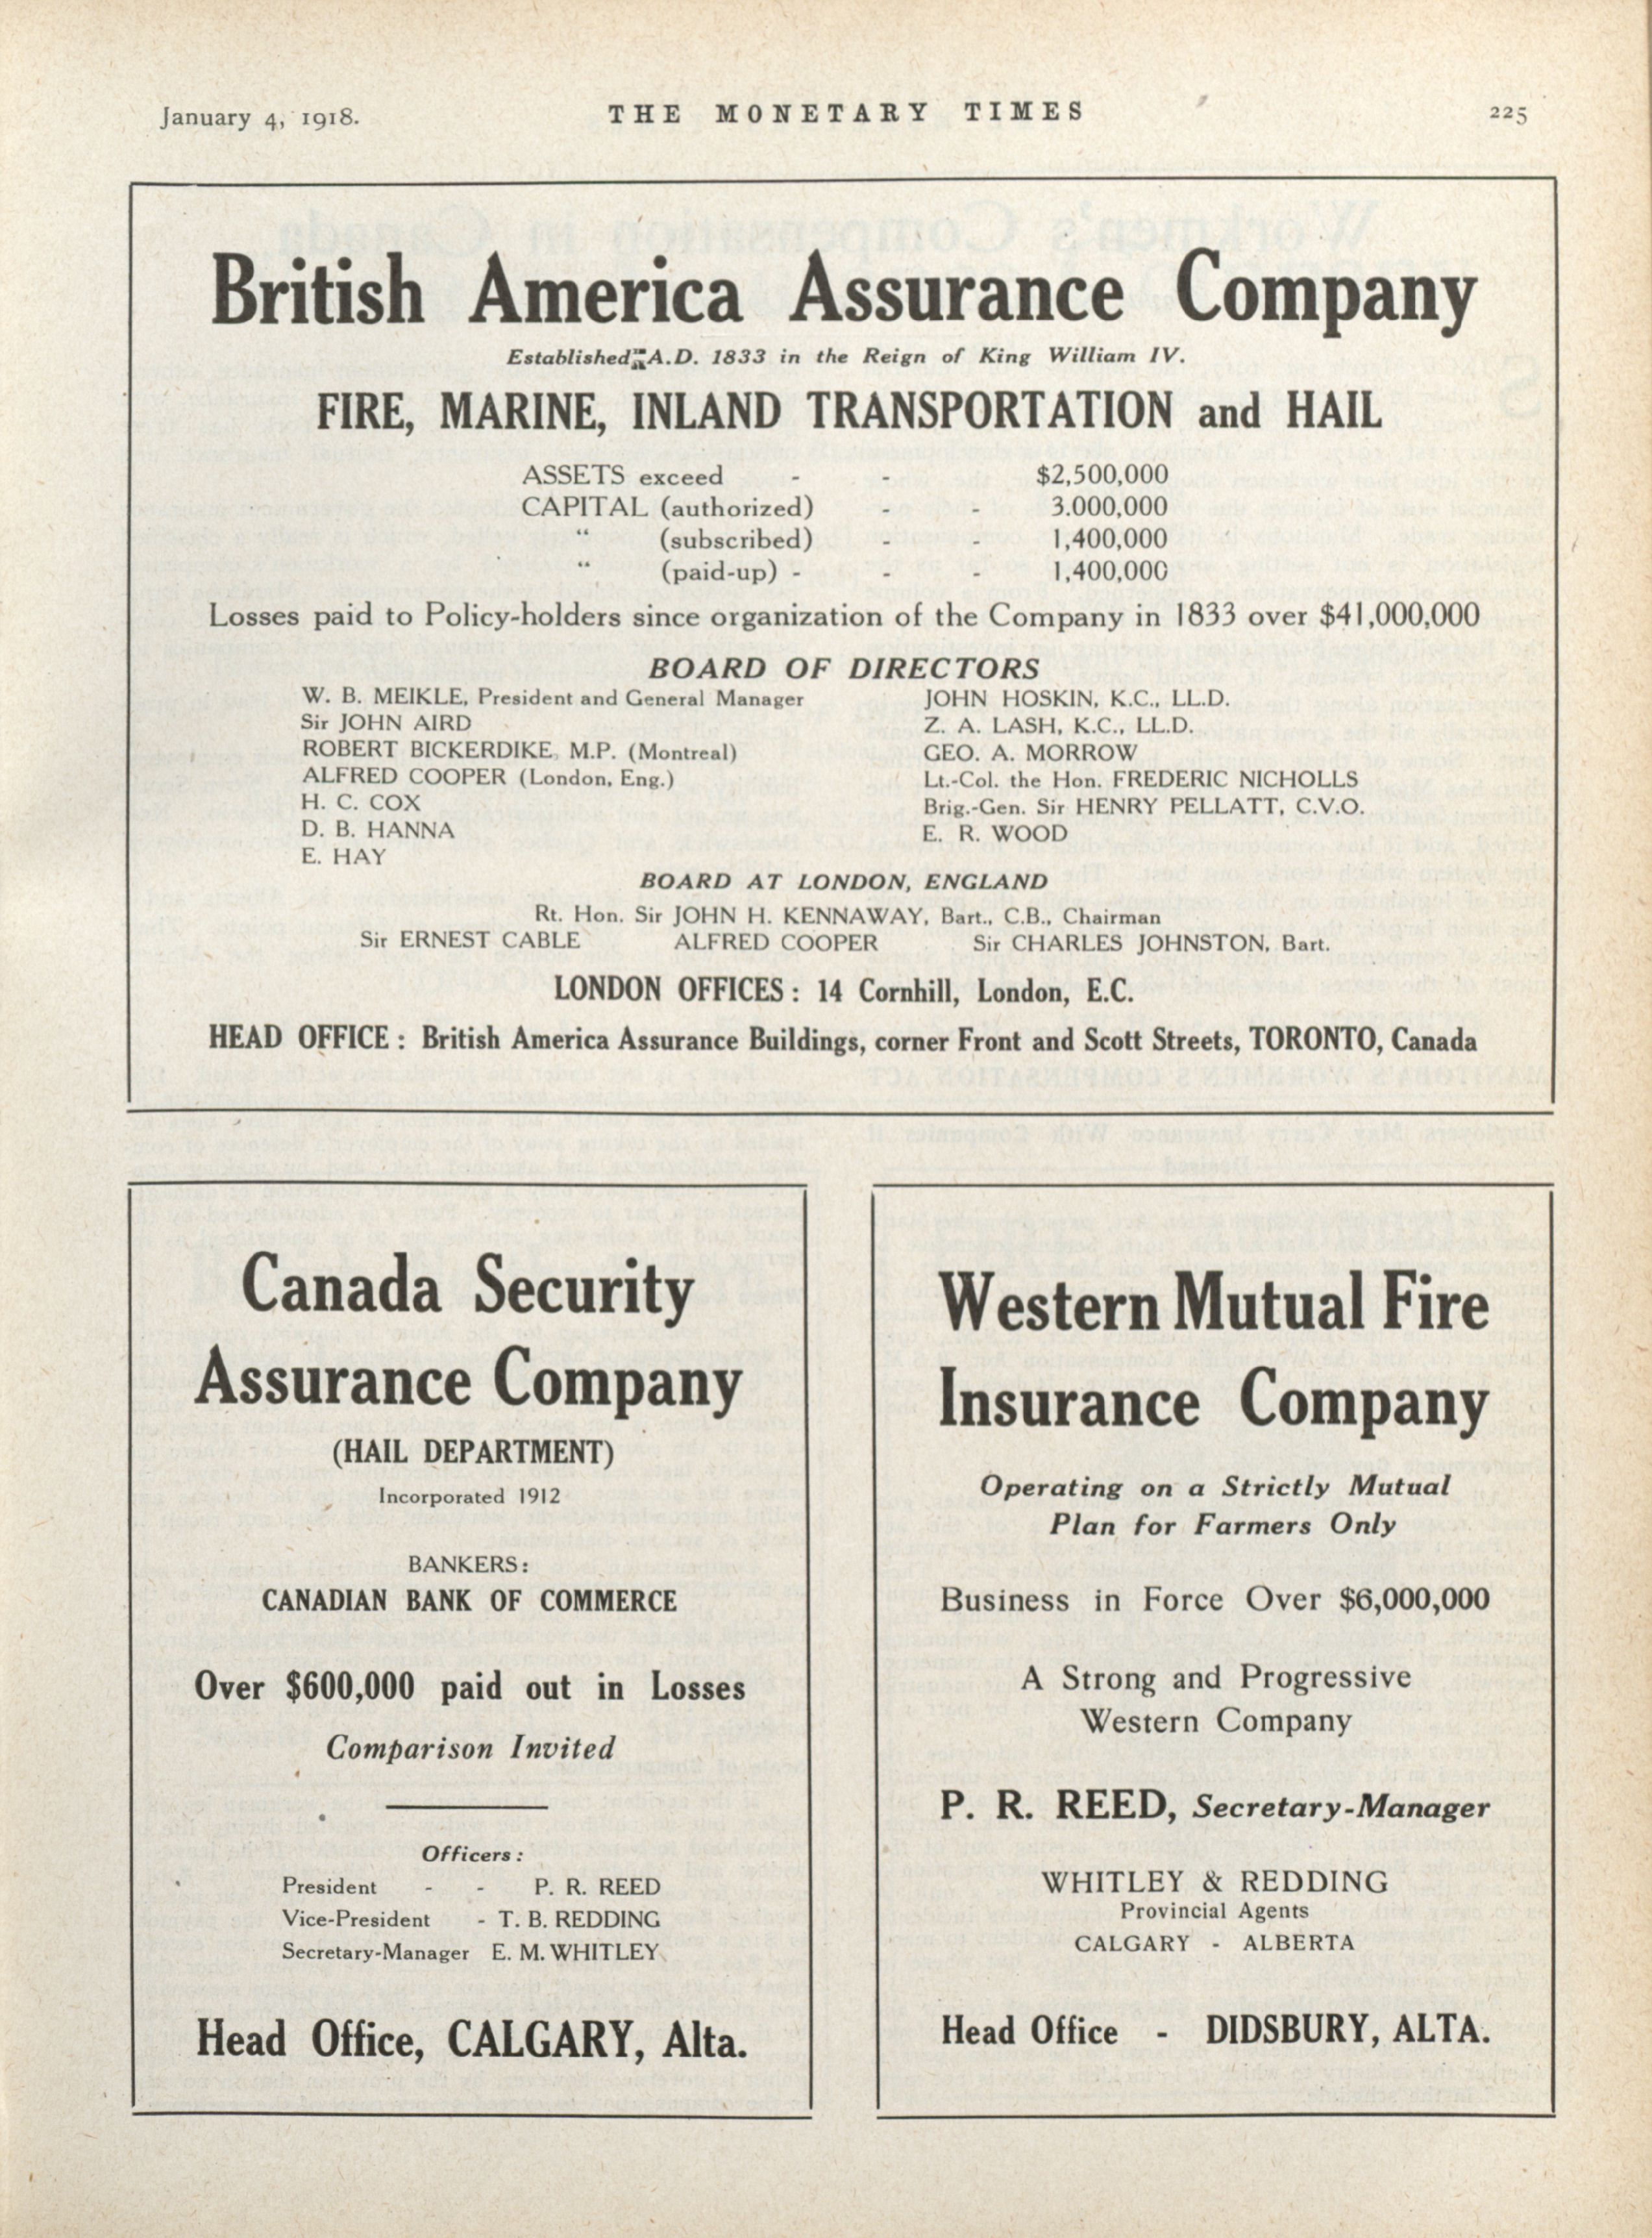 January 4, 1918.
THE MONETARY TIMES
225
British America Assurance Company
Established A.D. 1833 in the Reign of King William IV.
FIRE, MARINE, INLAND TRANSPORTATION and HAIL
ASSETS exceed - - $2,500,000
CAPITAL (authorized) - - 3.000,000
“ (subscribed) - - 1,400,000
“ (paid-up) - - - 1,400,000
Losses paid to Policy-holders since organization of the Company in 1833 over $41,000,000
BOARD OF DIRECTORS
W. B. MEIKLE, President and General Manager
Sir JOHN AIRD
ROBERT BICKERDIKE, M.P. (Montreal)
ALFRED COOPER (London, Eng.)
H. C. COX
D. B. HANNA
E. HAY
JOHN HOSKIN, K.C., LL.D.
Z. A. LASH, K.C., LL.D.
GEO. A. MORROW
Lt.-Col. the Hon. FREDERIC NICHOLLS
Brig.-Gen. Sir HENRY PELLATT, C.V.O.
E. R. WOOD
BOARD AT LONDON, ENGLAND
Rt. Hon. Sir JOHN H. KENNAWAY, Bart., C.B., Chairman
Sir ERNEST CABLE ALFRED COOPER Sir CHARLES JOHNSTON, Bart.
LONDON OFFICES : 14 Cornhill, London, E.C.
HEAD OFFICE : British America Assurance Buildings, corner Front and Scott Streets, TORONTO, Canada
Canada Security
Assurance Company
(HAIL DEPARTMENT)
Incorporated 1912
BANKERS:
CANADIAN BANK OF COMMERCE
Over $600,000 paid out in Losses
Comparison Invited
Officers :
President - - P. R. REED
Vice-President - T. B. REDDING
Secretary-Manager E. M. WHITLEY
Head Office, CALGARY, Alta.
Western Mutual Fire
Insurance Company
Operating on a Strictly Mutual
Plan for Farmers Only
Business in Force Over $6,000,000
A Strong and Progressive
Western Company
P. R. REED, Secretary-Manager
WHITLEY & REDDING
Provincial Agents
CALGARY - ALBERTA
Head Office - DIDSBURY, ALTA.